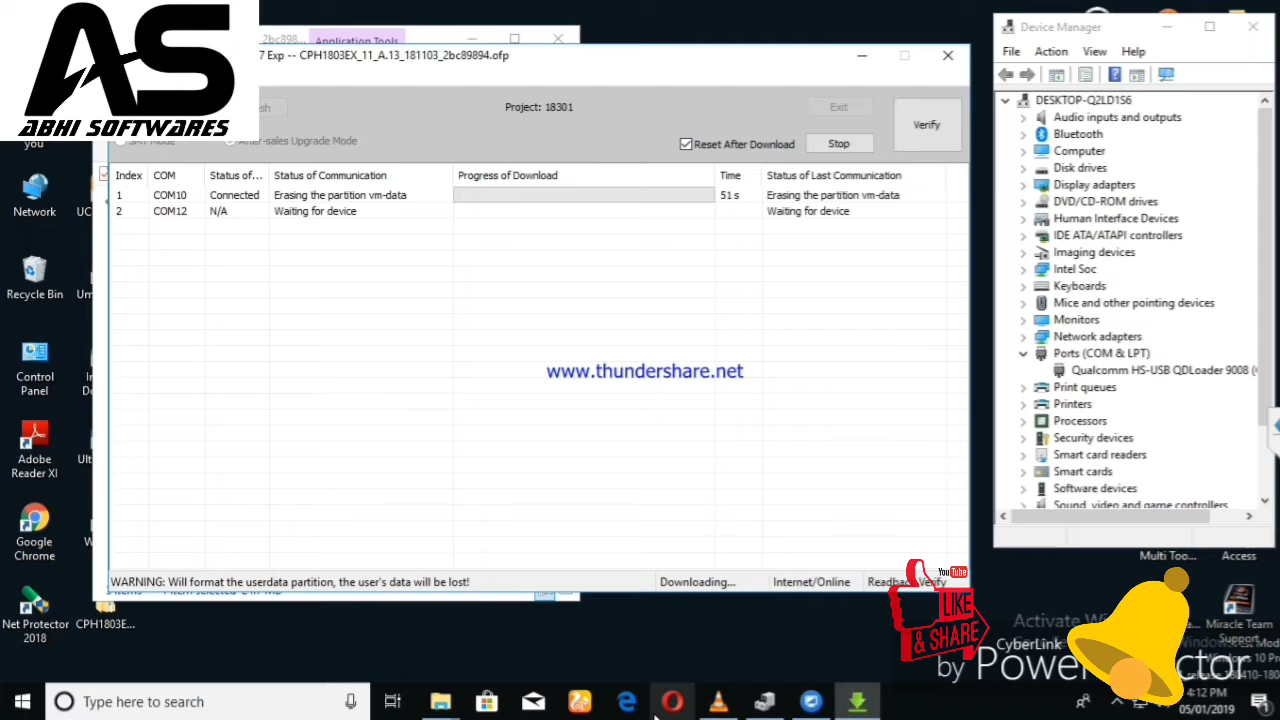 AS
ABHI SOFTWARES
2bc898...
Application Tools
7 Exp -- CPH1803EX_11_A.13_181103_2bc89894.ofp
Project: 18301
Exit
Verify
After-sales Upgrade Mode
Reset After Download
Stop
Index COM Status of... Status of Communication Progress of Download Time Status of Last Communication
1 COM10 Connected Erasing the partition vm-data 51 s Erasing the partition vm-data
2 COM12 N/A Waiting for device Waiting for device
www.thundershare.net
WARNING: Will format the userdata partition, the user's data will be lost!
Downloading...
Internet/Online
Verify
Device Manager
File Action View Help
DESKTOP-Q2LD1S6
Audio inputs and outputs
Bluetooth
Computer
Disk drives
Display adapters
DVD/CD-ROM drives
Human Interface Devices
IDE ATA/ATAPI controllers
Imaging devices
Intel Soc
Keyboards
Mice and other pointing devices
Monitors
Network adapters
Ports (COM & LPT)
Qualcomm HS-USB QDLoader 9008 (
Print queues
Printers
Processors
Security devices
Smart card readers
Smart cards
Software devices
Sound, video and game controllers
you
Network
Recycle Bin
Control
Panel
Adobe
Reader XI
Google
Chrome
Net Protector
2018
CPH1803E...
Multi Too...
Access
Miracle Team
Support
YouTube
LIKE
& SHARE
CyberLink
by
Type here to search
4:12 PM
05/01/2019